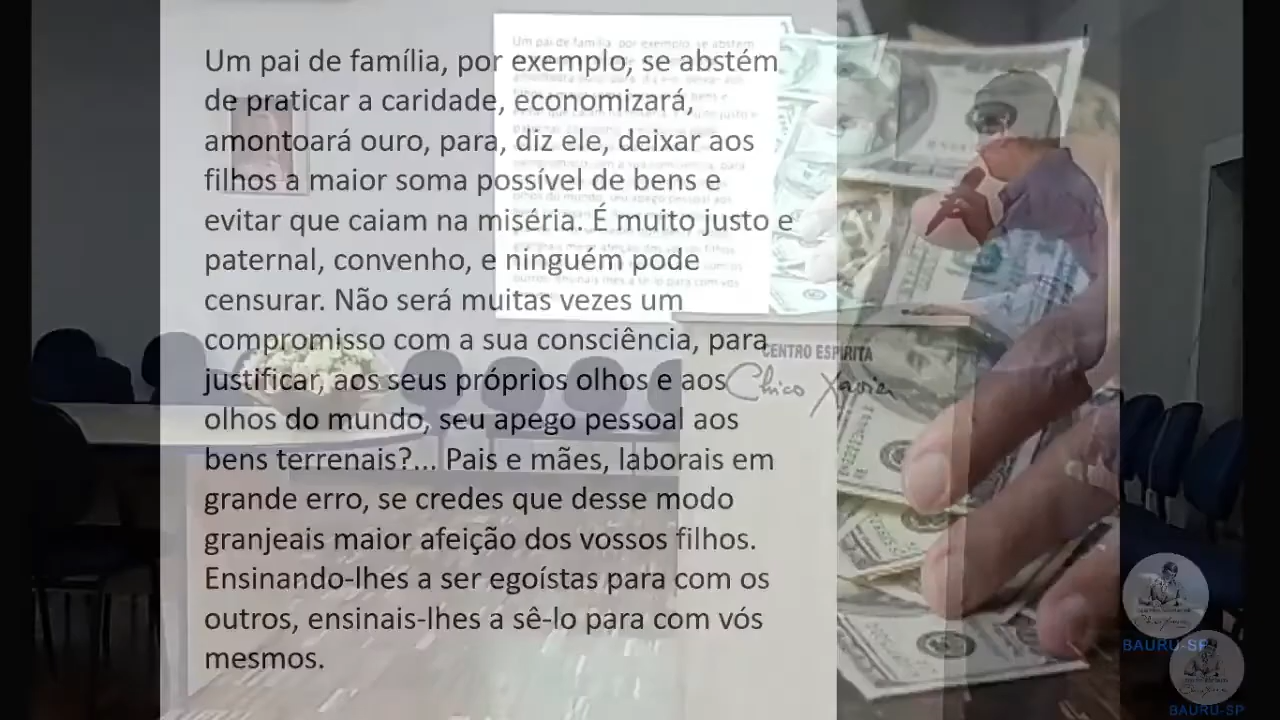 Um pai de família, por exemplo, se abstém
de praticar a caridade, economizará,
amontoará ouro, para, diz ele, deixar aos
filhos a maior soma possível de bens e
evitar que caiam na miséria. É muito justo e
paternal, convenho, e ninguém pode
censurar. Não será muitas vezes um
compromisso com a sua consciência, para
justificar, aos seus próprios olhos e aos
olhos do mundo, seu apego pessoal aos
bens terrenais?... Pais e mães, laborais em
grande erro, se credes que desse modo
granjeais maior afeição dos vossos filhos.
Ensinando-lhes a ser egoístas para com os
outros, ensinais-lhes a sê-lo para com vós
mesmos.
CENTRO ESPÍRITA
Chico Xavier
BAURU-SP
BAURU-SP